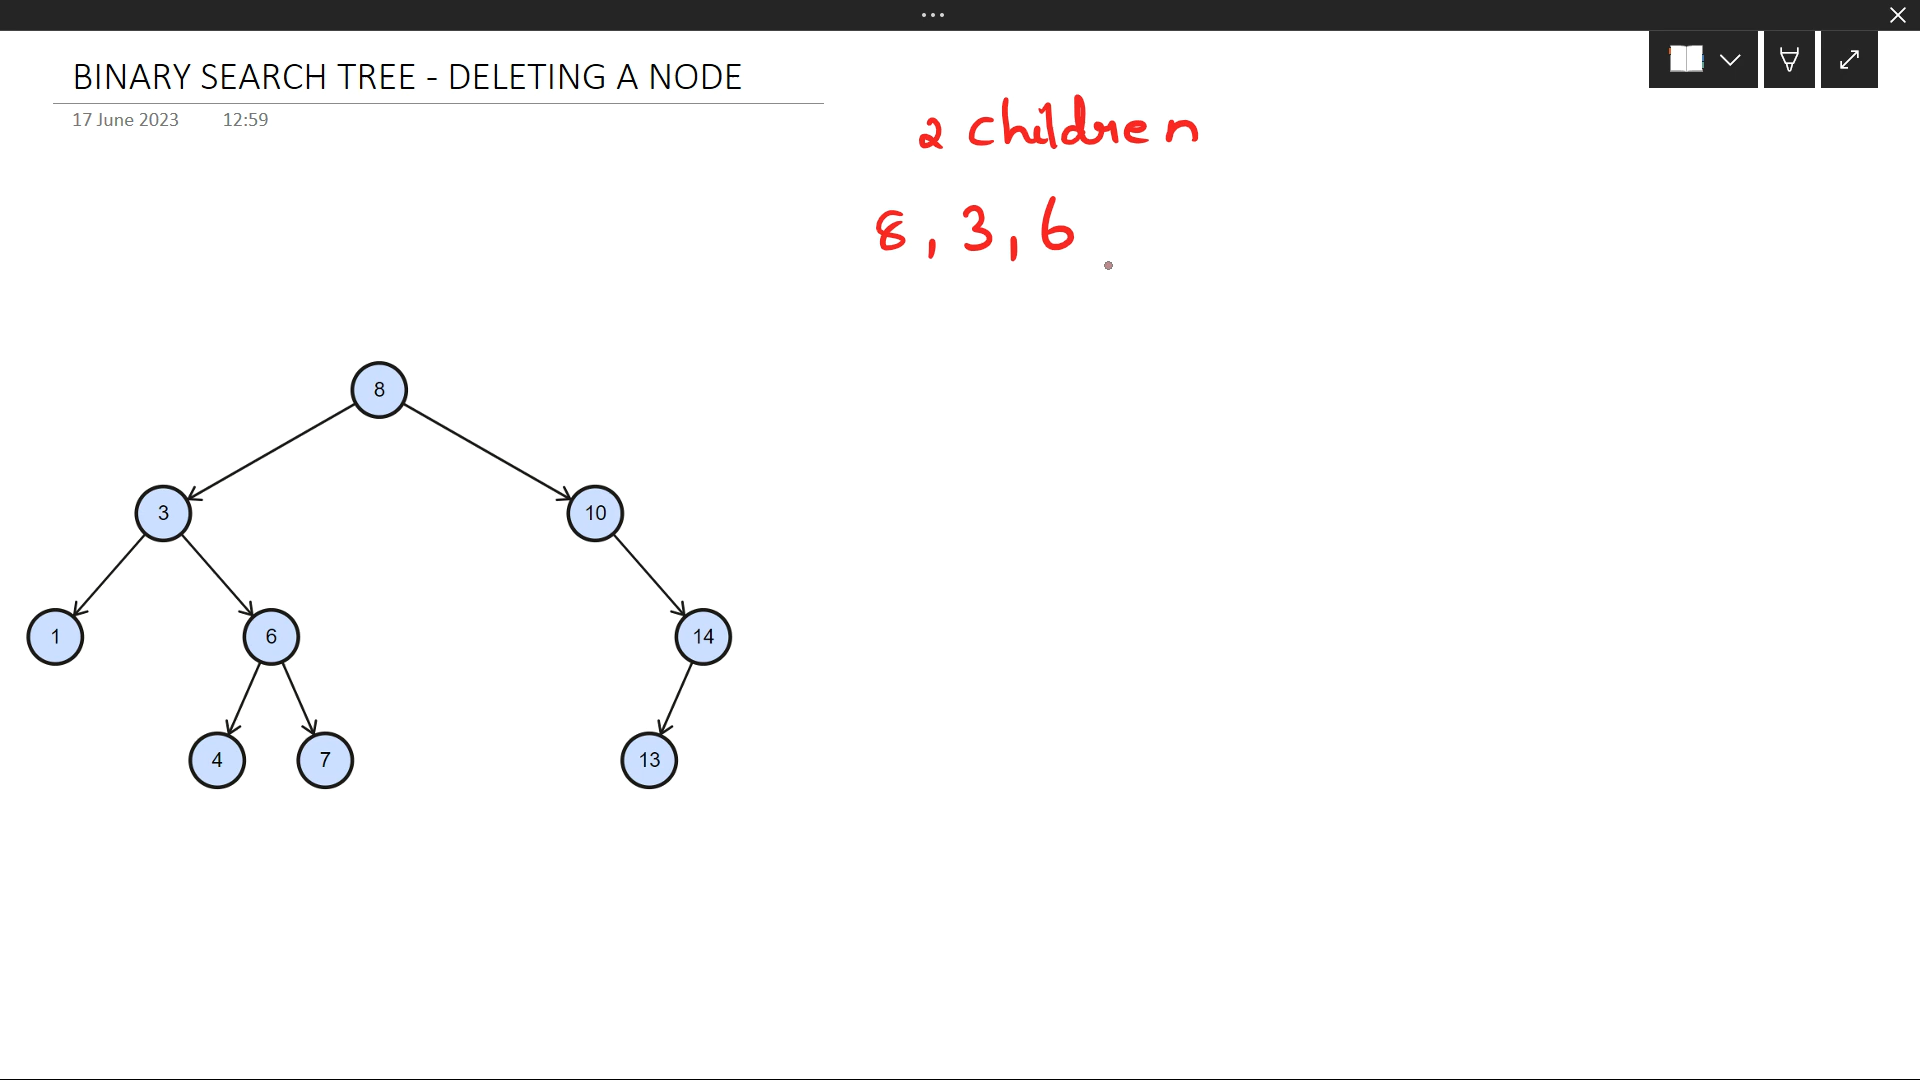 BINARY SEARCH TREE - DELETING A NODE
17 June 2023 12:59
2 children
8, 3, 6
8
3 10
1 6 14
4 7 13